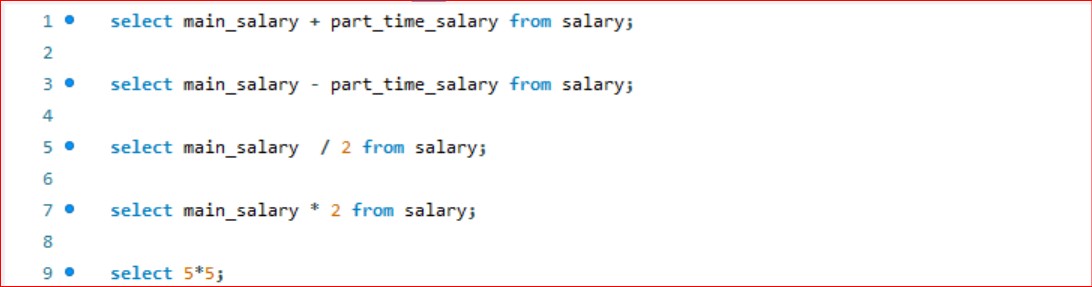 1 select main_salary + part_time_salary from salary;
2
3 select main_salary - part_time_salary from salary;
4
5 select main_salary  / 2 from salary;
6
7 select main_salary * 2 from salary;
8
9 select 5*5;